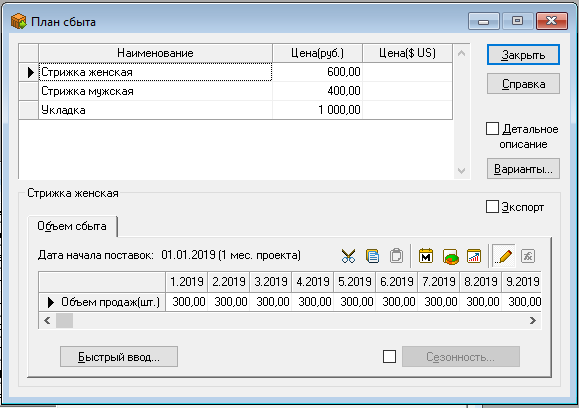 План сбыта
Наименование Цена(руб.) Цена($ US)
Стрижка женская 600,00
Стрижка мужская 400,00
Укладка 1 000,00
Закрыть
Справка
Детальное
описание
Варианты...
Стрижка женская
Экспорт
Объем сбыта
Дата начала поставок: 01.01.2019 (1 мес. проекта)
1.2019 2.2019 3.2019 4.2019 5.2019 6.2019 7.2019 8.2019 9.2019
Объем продаж(шт.) 300,00 300,00 300,00 300,00 300,00 300,00 300,00 300,00 300,00
Быстрый ввод...
Сезонность...